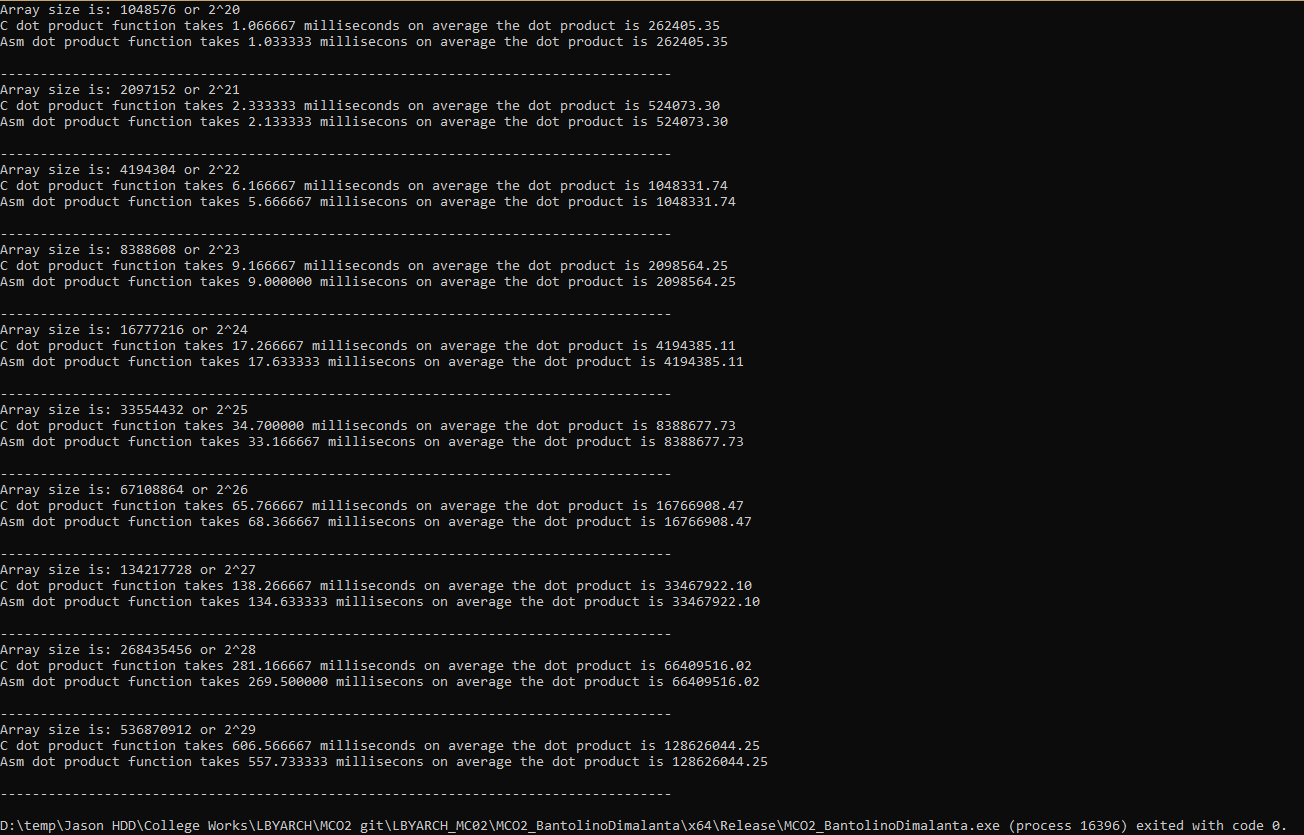 Array size is: 1048576 or 2^20
C dot product function takes 1.066667 milliseconds on average the dot product is 262405.35
Asm dot product function takes 1.033333 millisecons on average the dot product is 262405.35
------------------------------------------------------------------------------------
Array size is: 2097152 or 2^21
C dot product function takes 2.333333 milliseconds on average the dot product is 524073.30
Asm dot product function takes 2.133333 millisecons on average the dot product is 524073.30
------------------------------------------------------------------------------------
Array size is: 4194304 or 2^22
C dot product function takes 6.166667 milliseconds on average the dot product is 1048331.74
Asm dot product function takes 5.666667 millisecons on average the dot product is 1048331.74
------------------------------------------------------------------------------------
Array size is: 8388608 or 2^23
C dot product function takes 9.166667 milliseconds on average the dot product is 2098564.25
Asm dot product function takes 9.000000 millisecons on average the dot product is 2098564.25
------------------------------------------------------------------------------------
Array size is: 16777216 or 2^24
C dot product function takes 17.266667 milliseconds on average the dot product is 4194385.11
Asm dot product function takes 17.633333 millisecons on average the dot product is 4194385.11
------------------------------------------------------------------------------------
Array size is: 33554432 or 2^25
C dot product function takes 34.700000 milliseconds on average the dot product is 8388677.73
Asm dot product function takes 33.166667 millisecons on average the dot product is 8388677.73
------------------------------------------------------------------------------------
Array size is: 67108864 or 2^26
C dot product function takes 65.766667 milliseconds on average the dot product is 16766908.47
Asm dot product function takes 68.366667 millisecons on average the dot product is 16766908.47
------------------------------------------------------------------------------------
Array size is: 134217728 or 2^27
C dot product function takes 138.266667 milliseconds on average the dot product is 33467922.10
Asm dot product function takes 134.633333 millisecons on average the dot product is 33467922.10
------------------------------------------------------------------------------------
Array size is: 268435456 or 2^28
C dot product function takes 281.166667 milliseconds on average the dot product is 66409516.02
Asm dot product function takes 269.500000 millisecons on average the dot product is 66409516.02
------------------------------------------------------------------------------------
Array size is: 536870912 or 2^29
C dot product function takes 606.566667 milliseconds on average the dot product is 128626044.25
Asm dot product function takes 557.733333 millisecons on average the dot product is 128626044.25
------------------------------------------------------------------------------------
D:\temp\Jason HDD\College Works\LBYARCH\MCO2 git\LBYARCH_MC02\MCO2_BantolinoDimalanta\x64\Release\MCO2_BantolinoDimalanta.exe (process 16396) exited with code 0.